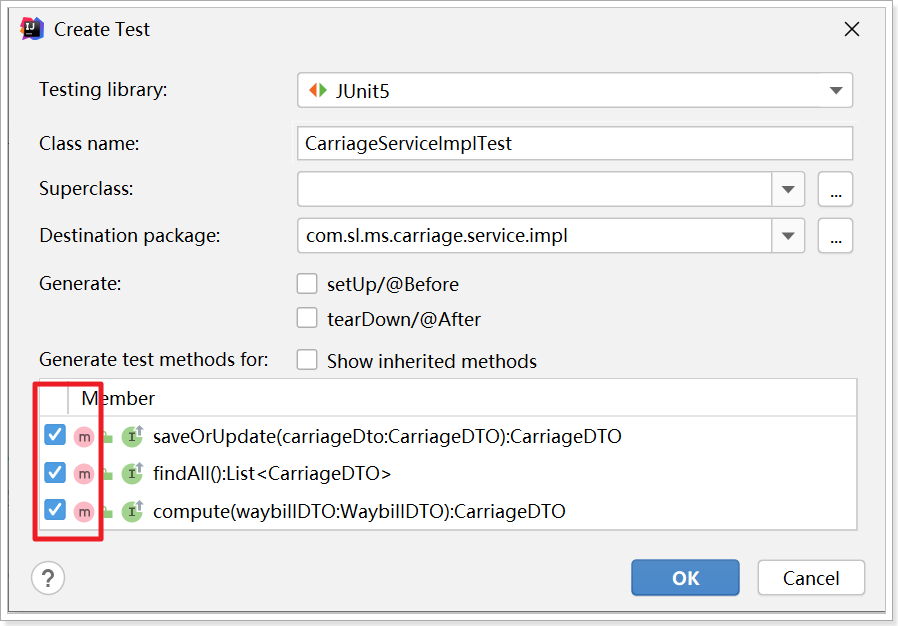 Create Test
Testing library:
JUnit5
Class name:
CarriageServiceImplTest
Superclass:
...
Destination package:
com.sl.ms.carriage.service.impl
...
Generate:
setUp/@Before
tearDown/@After
Generate test methods for:
Show inherited methods
Member
m I saveOrUpdate(carriageDto:CarriageDTO):CarriageDTO
m I findAll():List<CarriageDTO>
m I compute(waybillDTO:WaybillDTO):CarriageDTO
?
OK
Cancel